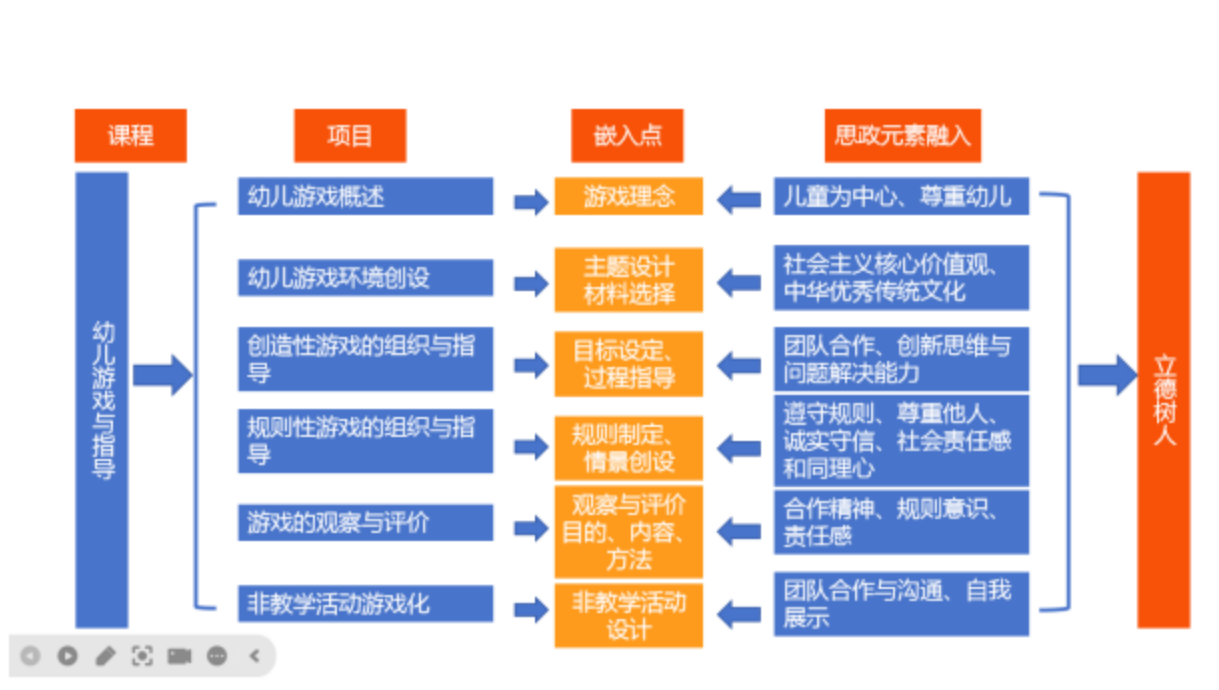 课程
项目
嵌入点
思政元素融入
幼儿游戏与指导
幼儿游戏概述
游戏理念
儿童为中心、尊重幼儿
幼儿游戏环境创设
主题设计
材料选择
社会主义核心价值观、
中华优秀传统文化
创造性游戏的组织与指
导
目标设定、
过程指导
团队合作、创新思维与
问题解决能力
规则性游戏的组织与指
导
规则制定、
情景创设
遵守规则、尊重他人、
诚实守信、社会责任感
和同理心
游戏的观察与评价
观察与评价
目的、内容、
方法
合作精神、规则意识、
责任感
非教学活动游戏化
非教学活动
设计
团队合作与沟通、自我
展示
立德树人